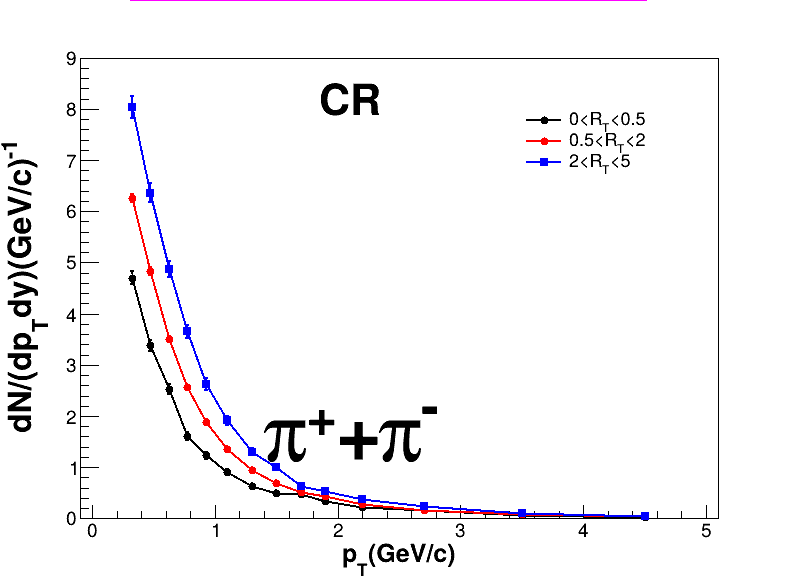 CR
0<R_T<0.5
0.5<R_T<2
2<R_T<5
π⁺+π⁻
dN/(dp_T dy)(GeV/c)⁻¹
9
8
7
6
5
4
3
2
1
0
0 1 2 3 4 5
p_T(GeV/c)